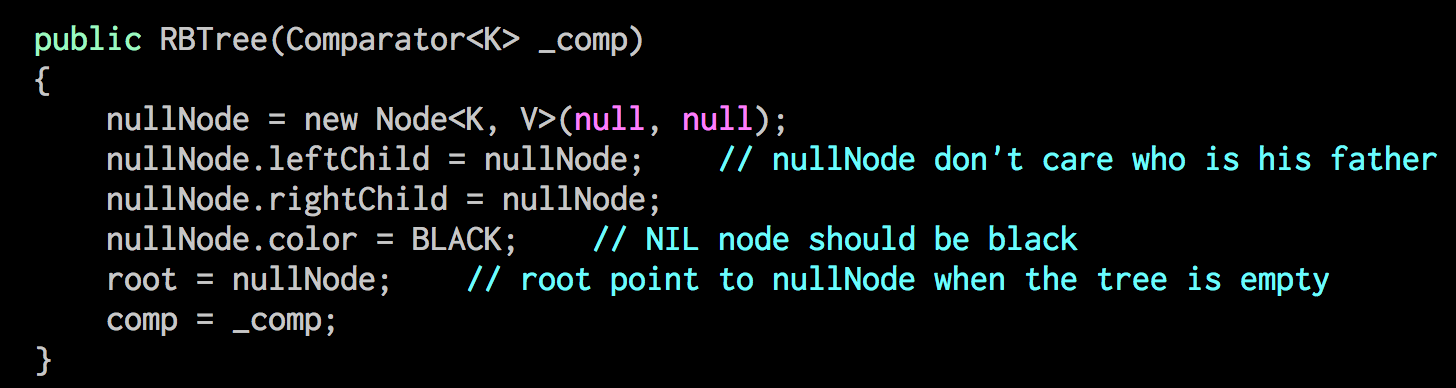 public RBTree(Comparator<K> _comp)
{
    nullNode = new Node<K, V>(null, null);
    nullNode.leftChild = nullNode;    // nullNode don't care who is his father
    nullNode.rightChild = nullNode;
    nullNode.color = BLACK;    // NIL node should be black
    root = nullNode;    // root point to nullNode when the tree is empty
    comp = _comp;
}